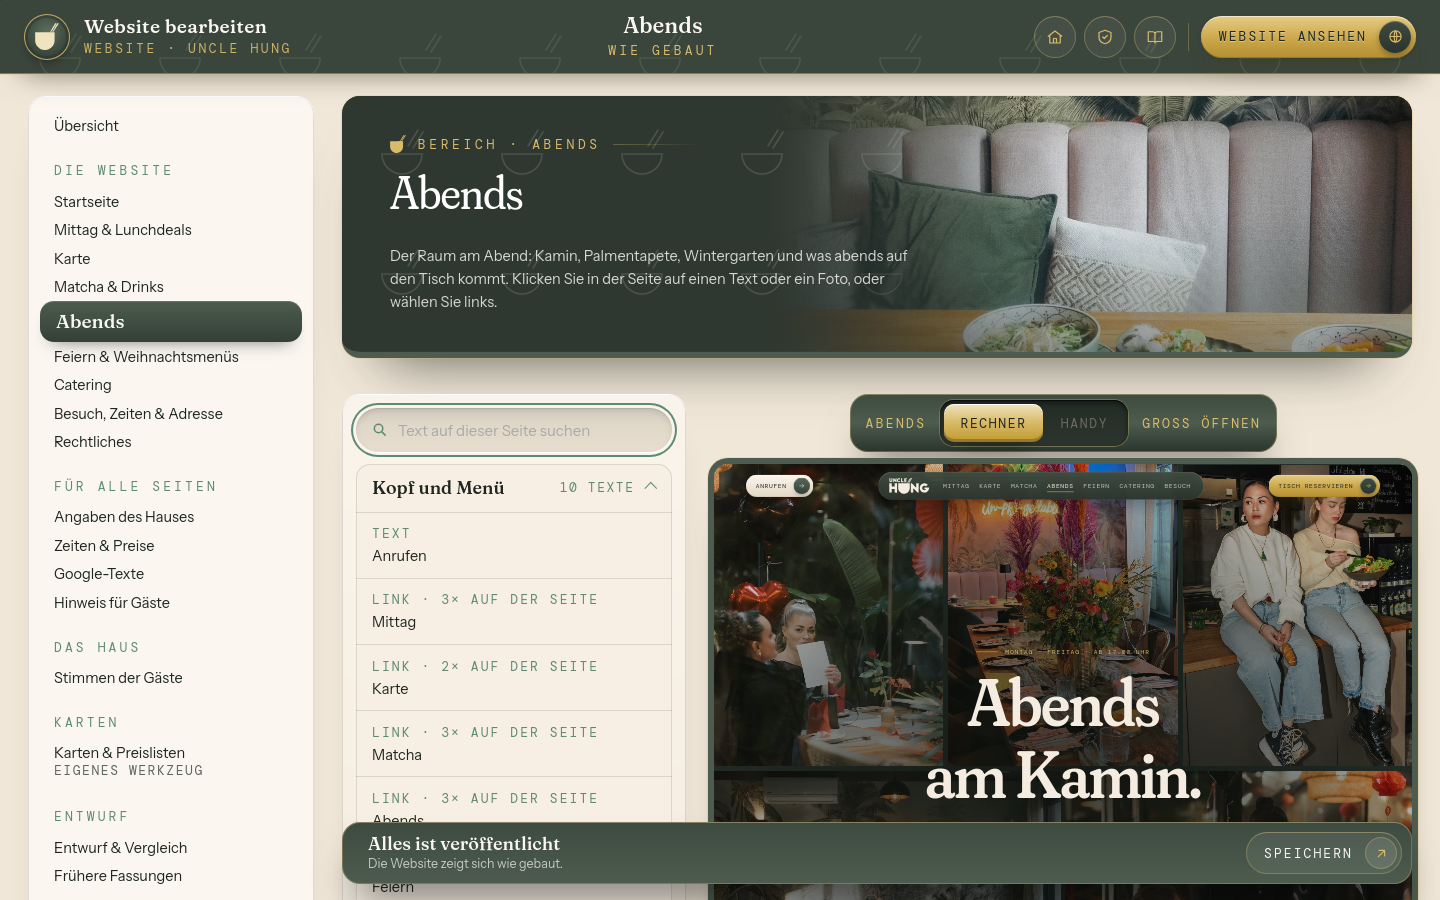 Website bearbeiten
WEBSITE · UNCLE HUNG
Abends
WIE GEBAUT
WEBSITE ANSEHEN
Übersicht
DIE WEBSITE
Startseite
Mittag & Lunchdeals
Karte
Matcha & Drinks
Abends
Feiern & Weihnachtsmenüs
Catering
Besuch, Zeiten & Adresse
Rechtliches
FÜR ALLE SEITEN
Angaben des Hauses
Zeiten & Preise
Google-Texte
Hinweis für Gäste
DAS HAUS
Stimmen der Gäste
KARTEN
Karten & Preislisten
EIGENES WERKZEUG
ENTWURF
Entwurf & Vergleich
Frühere Fassungen
BEREICH · ABENDS
Abends
Der Raum am Abend: Kamin, Palmentapete, Wintergarten und was abends auf
den Tisch kommt. Klicken Sie in der Seite auf einen Text oder ein Foto, oder
wählen Sie links.
Text auf dieser Seite suchen
Kopf und Menü
10 TEXTE
TEXT
Anrufen
LINK · 3× AUF DER SEITE
Mittag
LINK · 2× AUF DER SEITE
Karte
LINK · 3× AUF DER SEITE
Matcha
LINK · 3× AUF DER SEITE
Abends
Feiern
ABENDS
RECHNER
HANDY
GROSS ÖFFNEN
ANRUFEN
UNCLE
HUNG
MITTAG KARTE MATCHA ABENDS FEIERN CATERING BESUCH
TISCH RESERVIEREN
MONTAG – FREITAG · AB 17.00 UHR
Abends
am Kamin.
Alles ist veröffentlicht
Die Website zeigt sich wie gebaut.
SPEICHERN